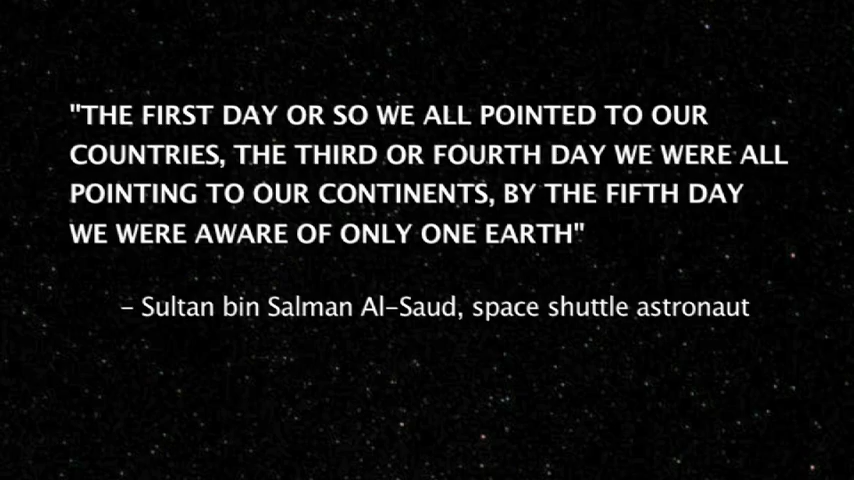 "THE FIRST DAY OR SO WE ALL POINTED TO OUR
COUNTRIES, THE THIRD OR FOURTH DAY WE WERE ALL
POINTING TO OUR CONTINENTS, BY THE FIFTH DAY
WE WERE AWARE OF ONLY ONE EARTH"
– Sultan bin Salman Al–Saud, space shuttle astronaut